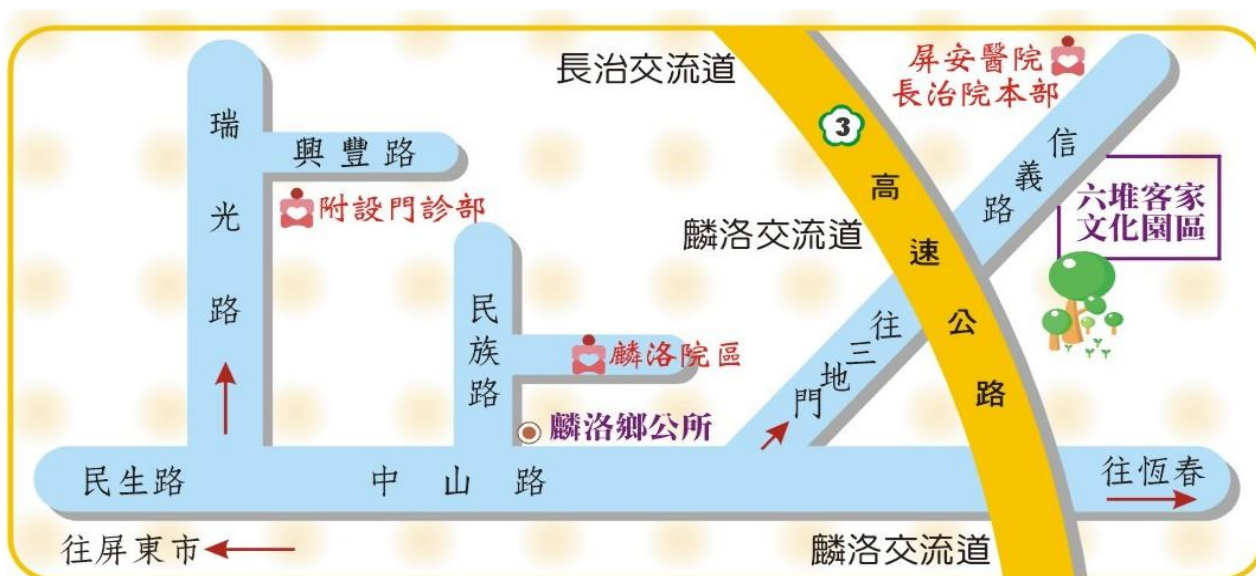 長治交流道
屏安醫院
長治院本部
3
高速公路
瑞光路
興豐路
附設門診部
信義路
六堆客家
文化園區
麟洛交流道
民族路
往三地門
麟洛院區
麟洛鄉公所
民生路
中山路
往恆春
往屏東市
麟洛交流道